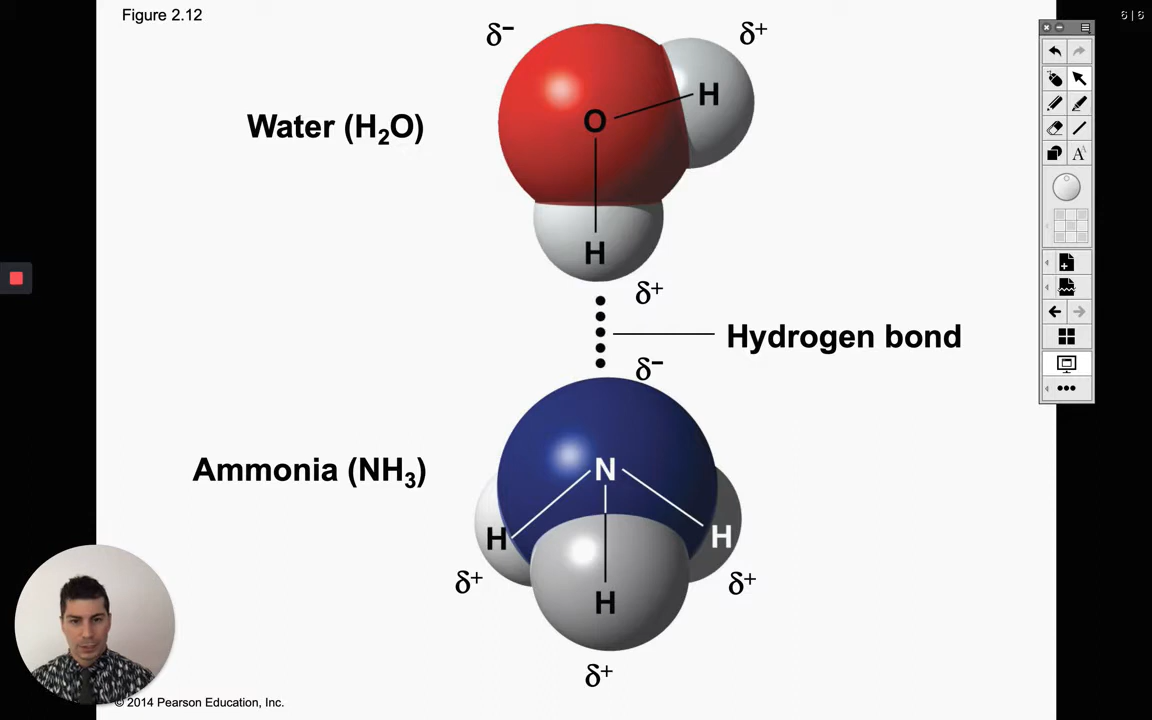 Figure 2.12
6 | 6
δ− δ+
Water (H₂O)
O H
H
δ+
Hydrogen bond
δ−
Ammonia (NH₃)
N
H H
δ+ δ+
H
δ+
© 2014 Pearson Education, Inc.
A